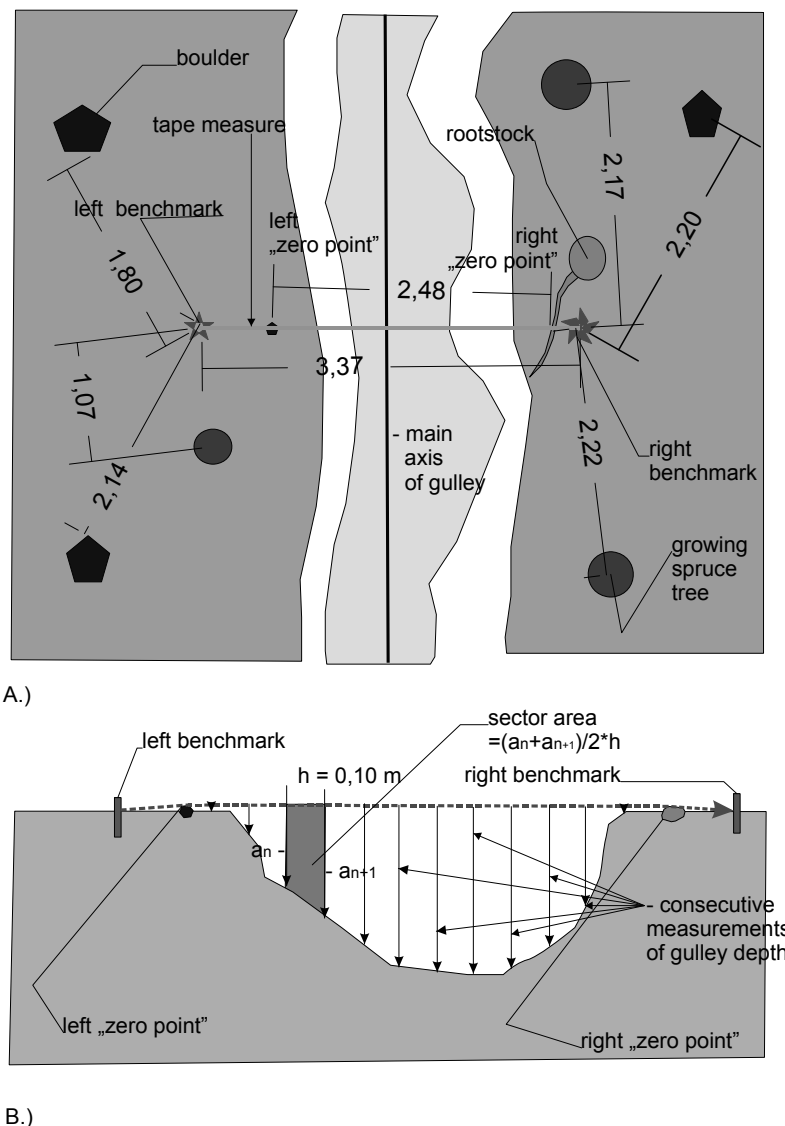 boulder
tape measure
rootstock
left benchmark
left
„zero point”
right
„zero point”
2,17
2,20
1,80
2,48
3,37
1,07
2,14
2,22
- main
axis
of gulley
right
benchmark
growing
spruce
tree
A.)
left benchmark
sector area
=(an+an+1)/2*h
h = 0,10 m
right benchmark
an -
- an+1
- consecutive
measurements
of gulley depth
left „zero point”
right „zero point”
B.)